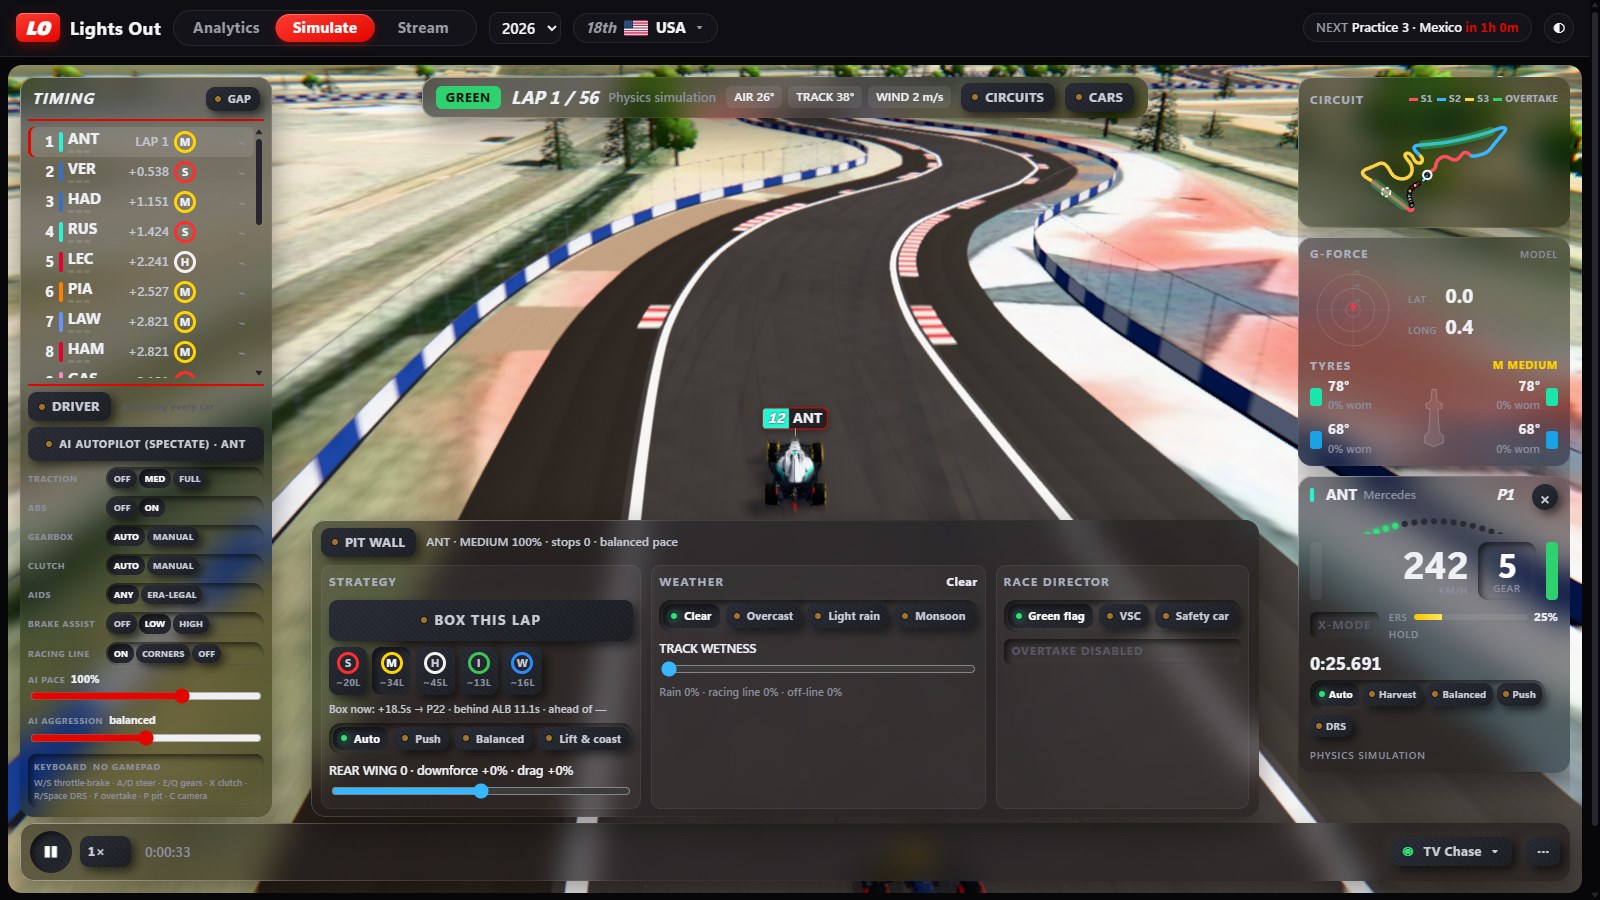 LO Lights Out Analytics Simulate Stream 2026 18th USA NEXT Practice 3 · Mexico in 1h 0m
TIMING GAP
1 ANT LAP 1 M
2 VER +0.538 S
3 HAD +1.151 M
4 RUS +1.424 S
5 LEC +2.241 H
6 PIA +2.527 M
7 LAW +2.821 M
8 HAM +2.821 M
GAS
DRIVER every car
AI AUTOPILOT (SPECTATE) · ANT
TRACTION OFF MED FULL
ABS OFF ON
GEARBOX AUTO MANUAL
CLUTCH AUTO MANUAL
AIDS ANY ERA-LEGAL
BRAKE ASSIST OFF LOW HIGH
RACING LINE ON CORNERS OFF
AI PACE 100%
AI AGGRESSION balanced
KEYBOARD NO GAMEPAD
W/S throttle-brake · A/D steer · E/Q gears · X clutch ·
R/Space DRS · F overtake · P pit · C camera
GREEN LAP 1 / 56 Physics simulation AIR 26° TRACK 38° WIND 2 m/s CIRCUITS CARS
12 ANT
PIT WALL ANT · MEDIUM 100% · stops 0 · balanced pace
STRATEGY
BOX THIS LAP
S M H I W
~20L ~34L ~45L ~13L ~16L
Box now: +18.5s → P22 · behind ALB 11.1s · ahead of —
Auto Push Balanced Lift & coast
REAR WING 0 · downforce +0% · drag +0%
WEATHER Clear
Clear Overcast Light rain Monsoon
TRACK WETNESS
Rain 0% · racing line 0% · off-line 0%
RACE DIRECTOR
Green flag VSC Safety car
OVERTAKE DISABLED
CIRCUIT S1 S2 S3 OVERTAKE
G-FORCE MODEL
LAT 0.0
LONG 0.4
TYRES M MEDIUM
78° 78°
0% worn 0% worn
68° 68°
0% worn 0% worn
ANT Mercedes P1 ×
242 5
KM/H GEAR
X-MODE ERS 25%
HOLD
0:25.691
Auto Harvest Balanced Push
DRS
PHYSICS SIMULATION
1× 0:00:33 TV Chase ···